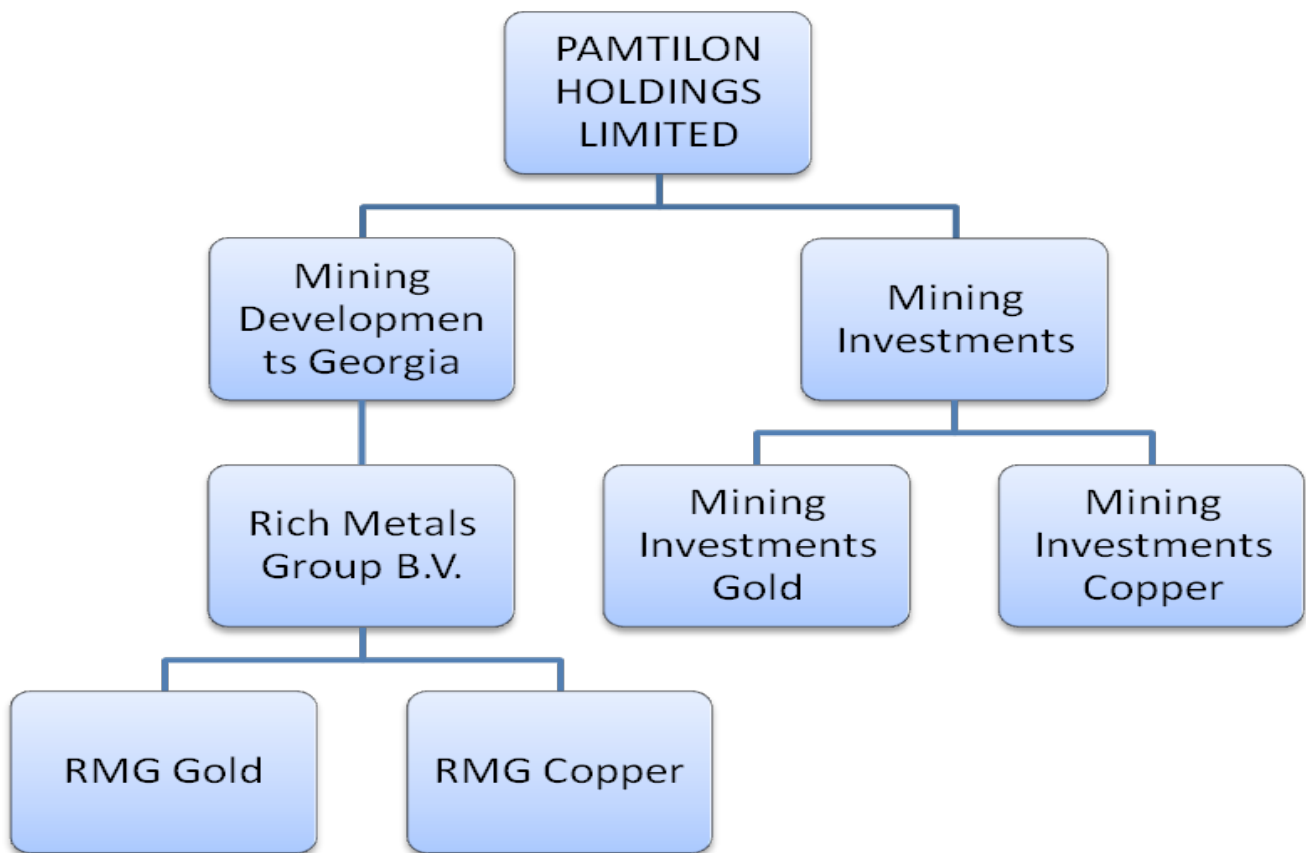 PAMTILON
HOLDINGS
LIMITED
Mining
Developmen
ts Georgia
Mining
Investments
Rich Metals
Group B.V.
Mining
Investments
Gold
Mining
Investments
Copper
RMG Gold
RMG Copper